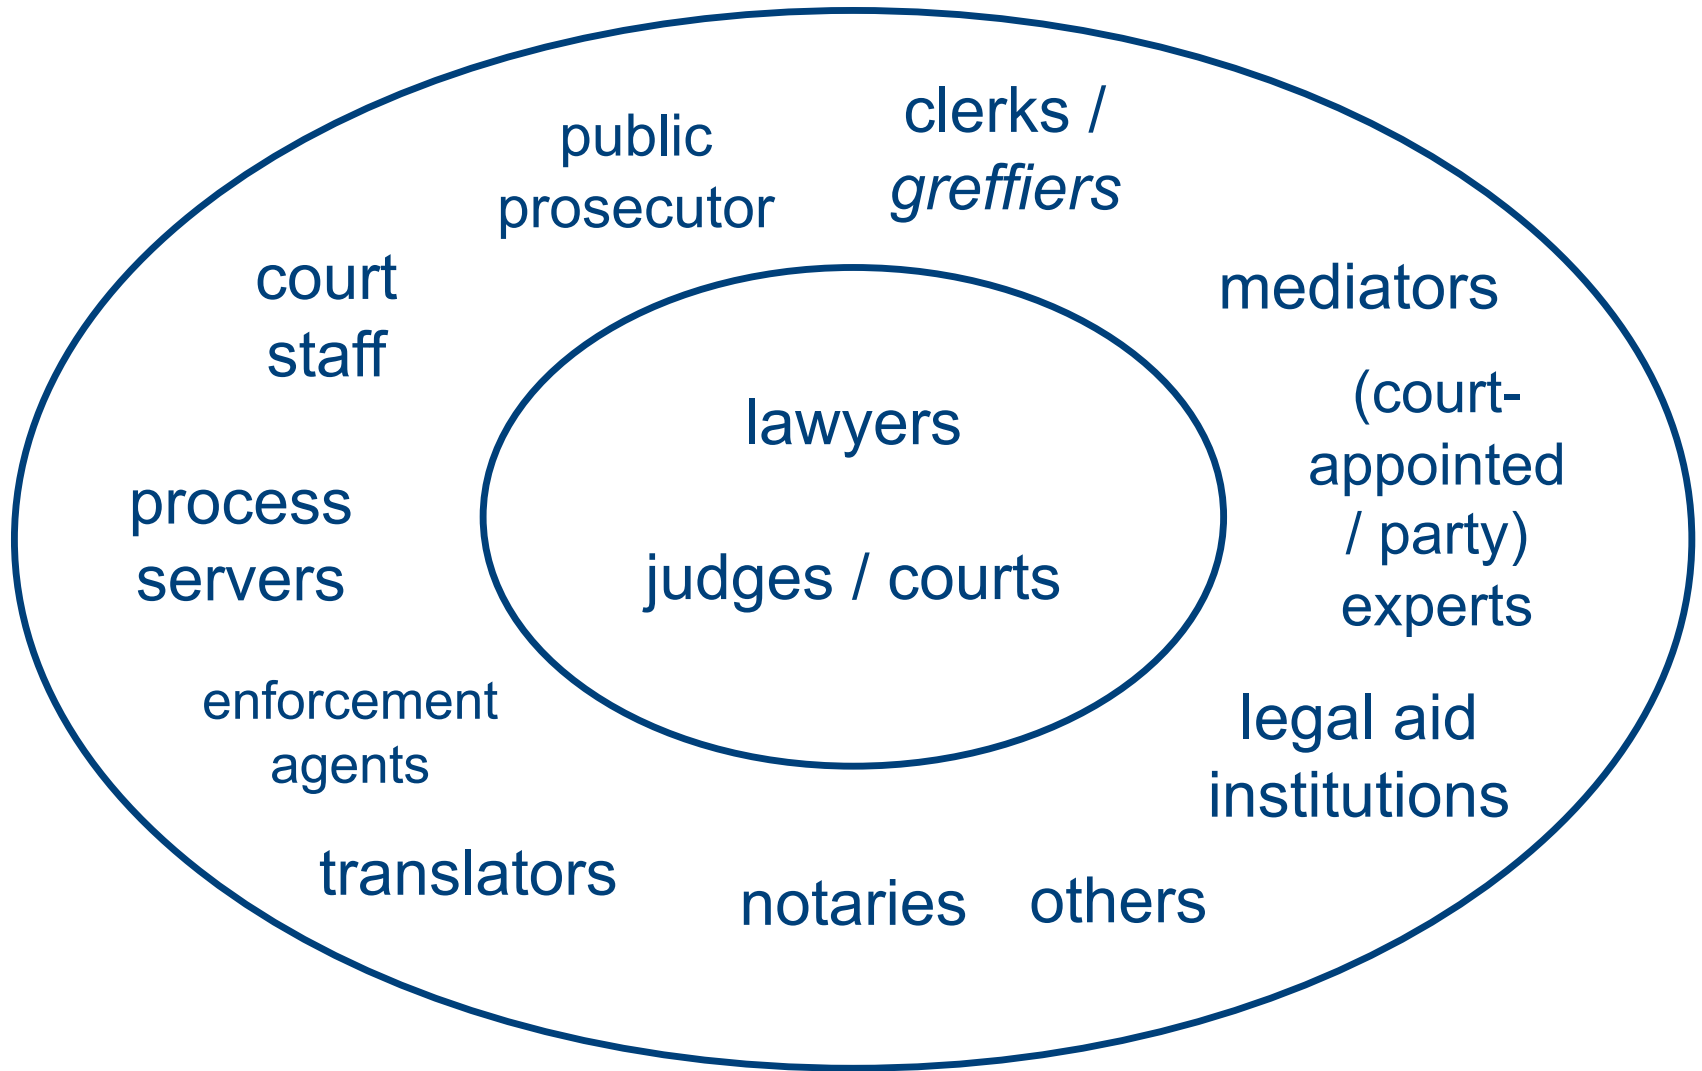 public
prosecutor
clerks /
greffiers
court
staff
mediators
(court-
appointed
/ party)
experts
lawyers
judges / courts
process
servers
enforcement
agents
legal aid
institutions
translators
notaries
others